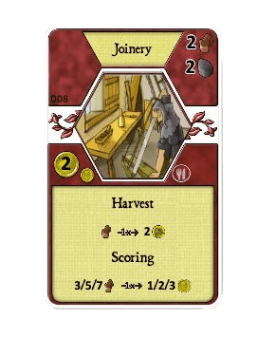 Joinery
2
2
008
2
Harvest
-1x→ 2
Scoring
3/5/7 -1x→ 1/2/3